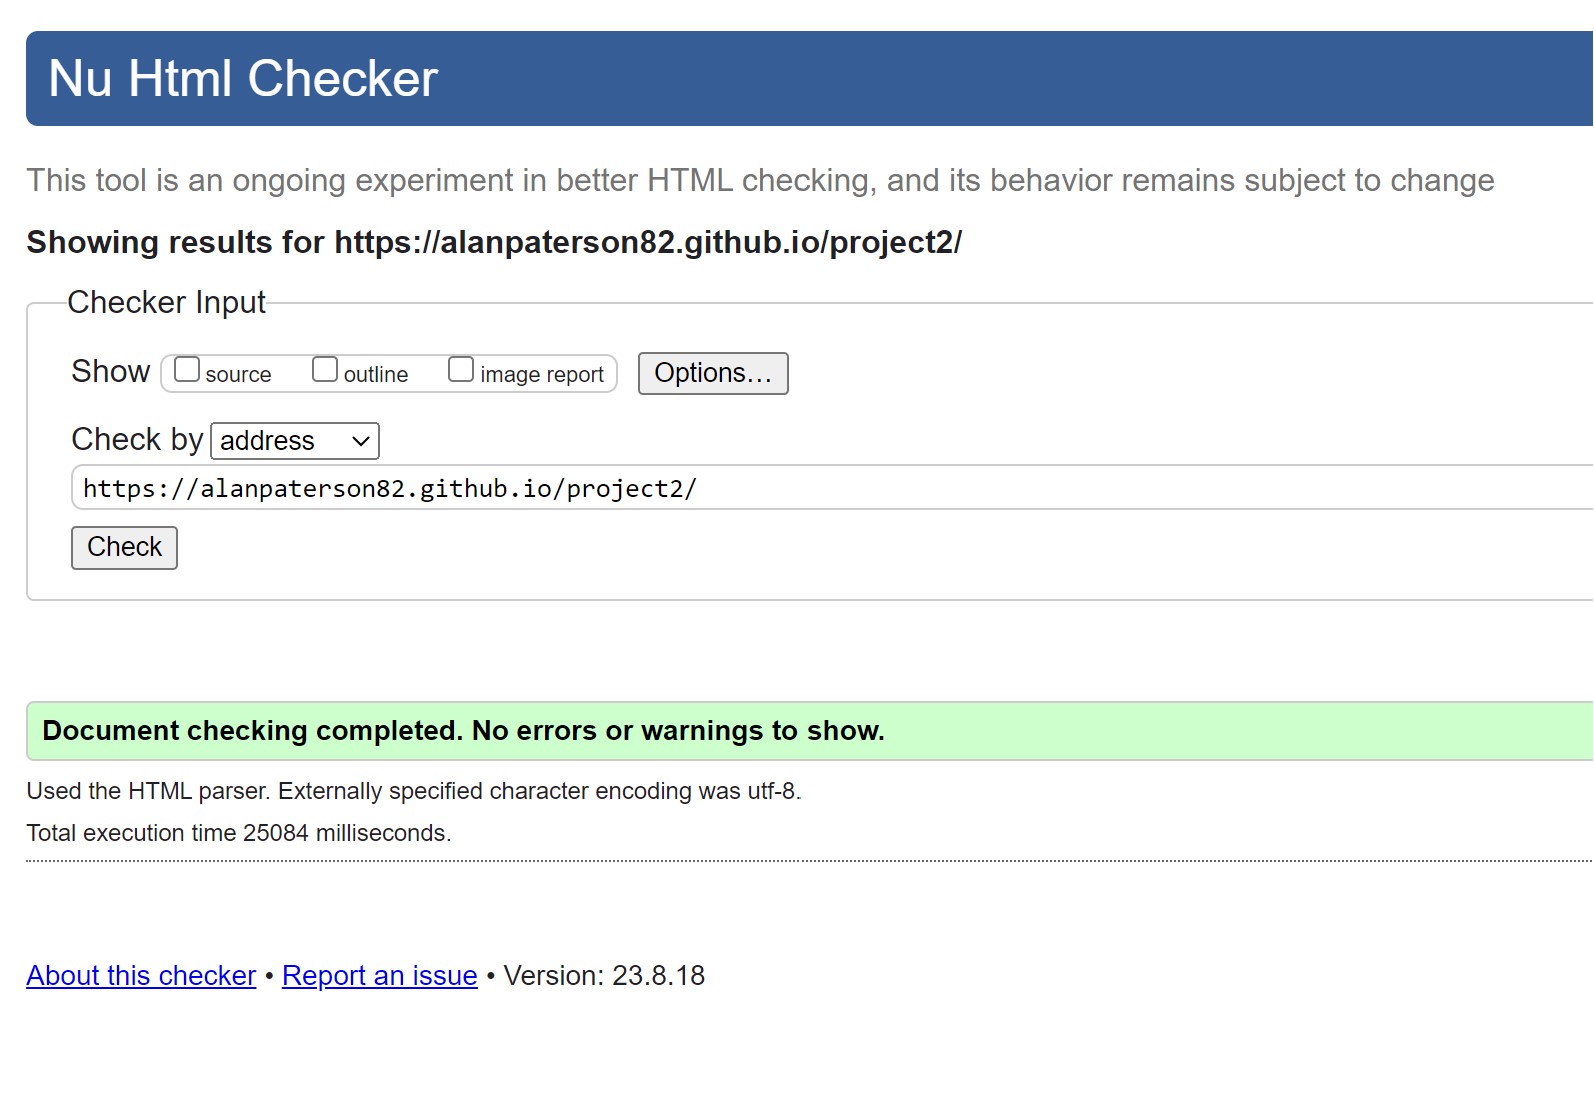 Nu Html Checker
This tool is an ongoing experiment in better HTML checking, and its behavior remains subject to change
Showing results for https://alanpaterson82.github.io/project2/
Checker Input
Show source outline image report Options…
Check by address
https://alanpaterson82.github.io/project2/
Check
Document checking completed. No errors or warnings to show.
Used the HTML parser. Externally specified character encoding was utf-8.
Total execution time 25084 milliseconds.
About this checker • Report an issue • Version: 23.8.18